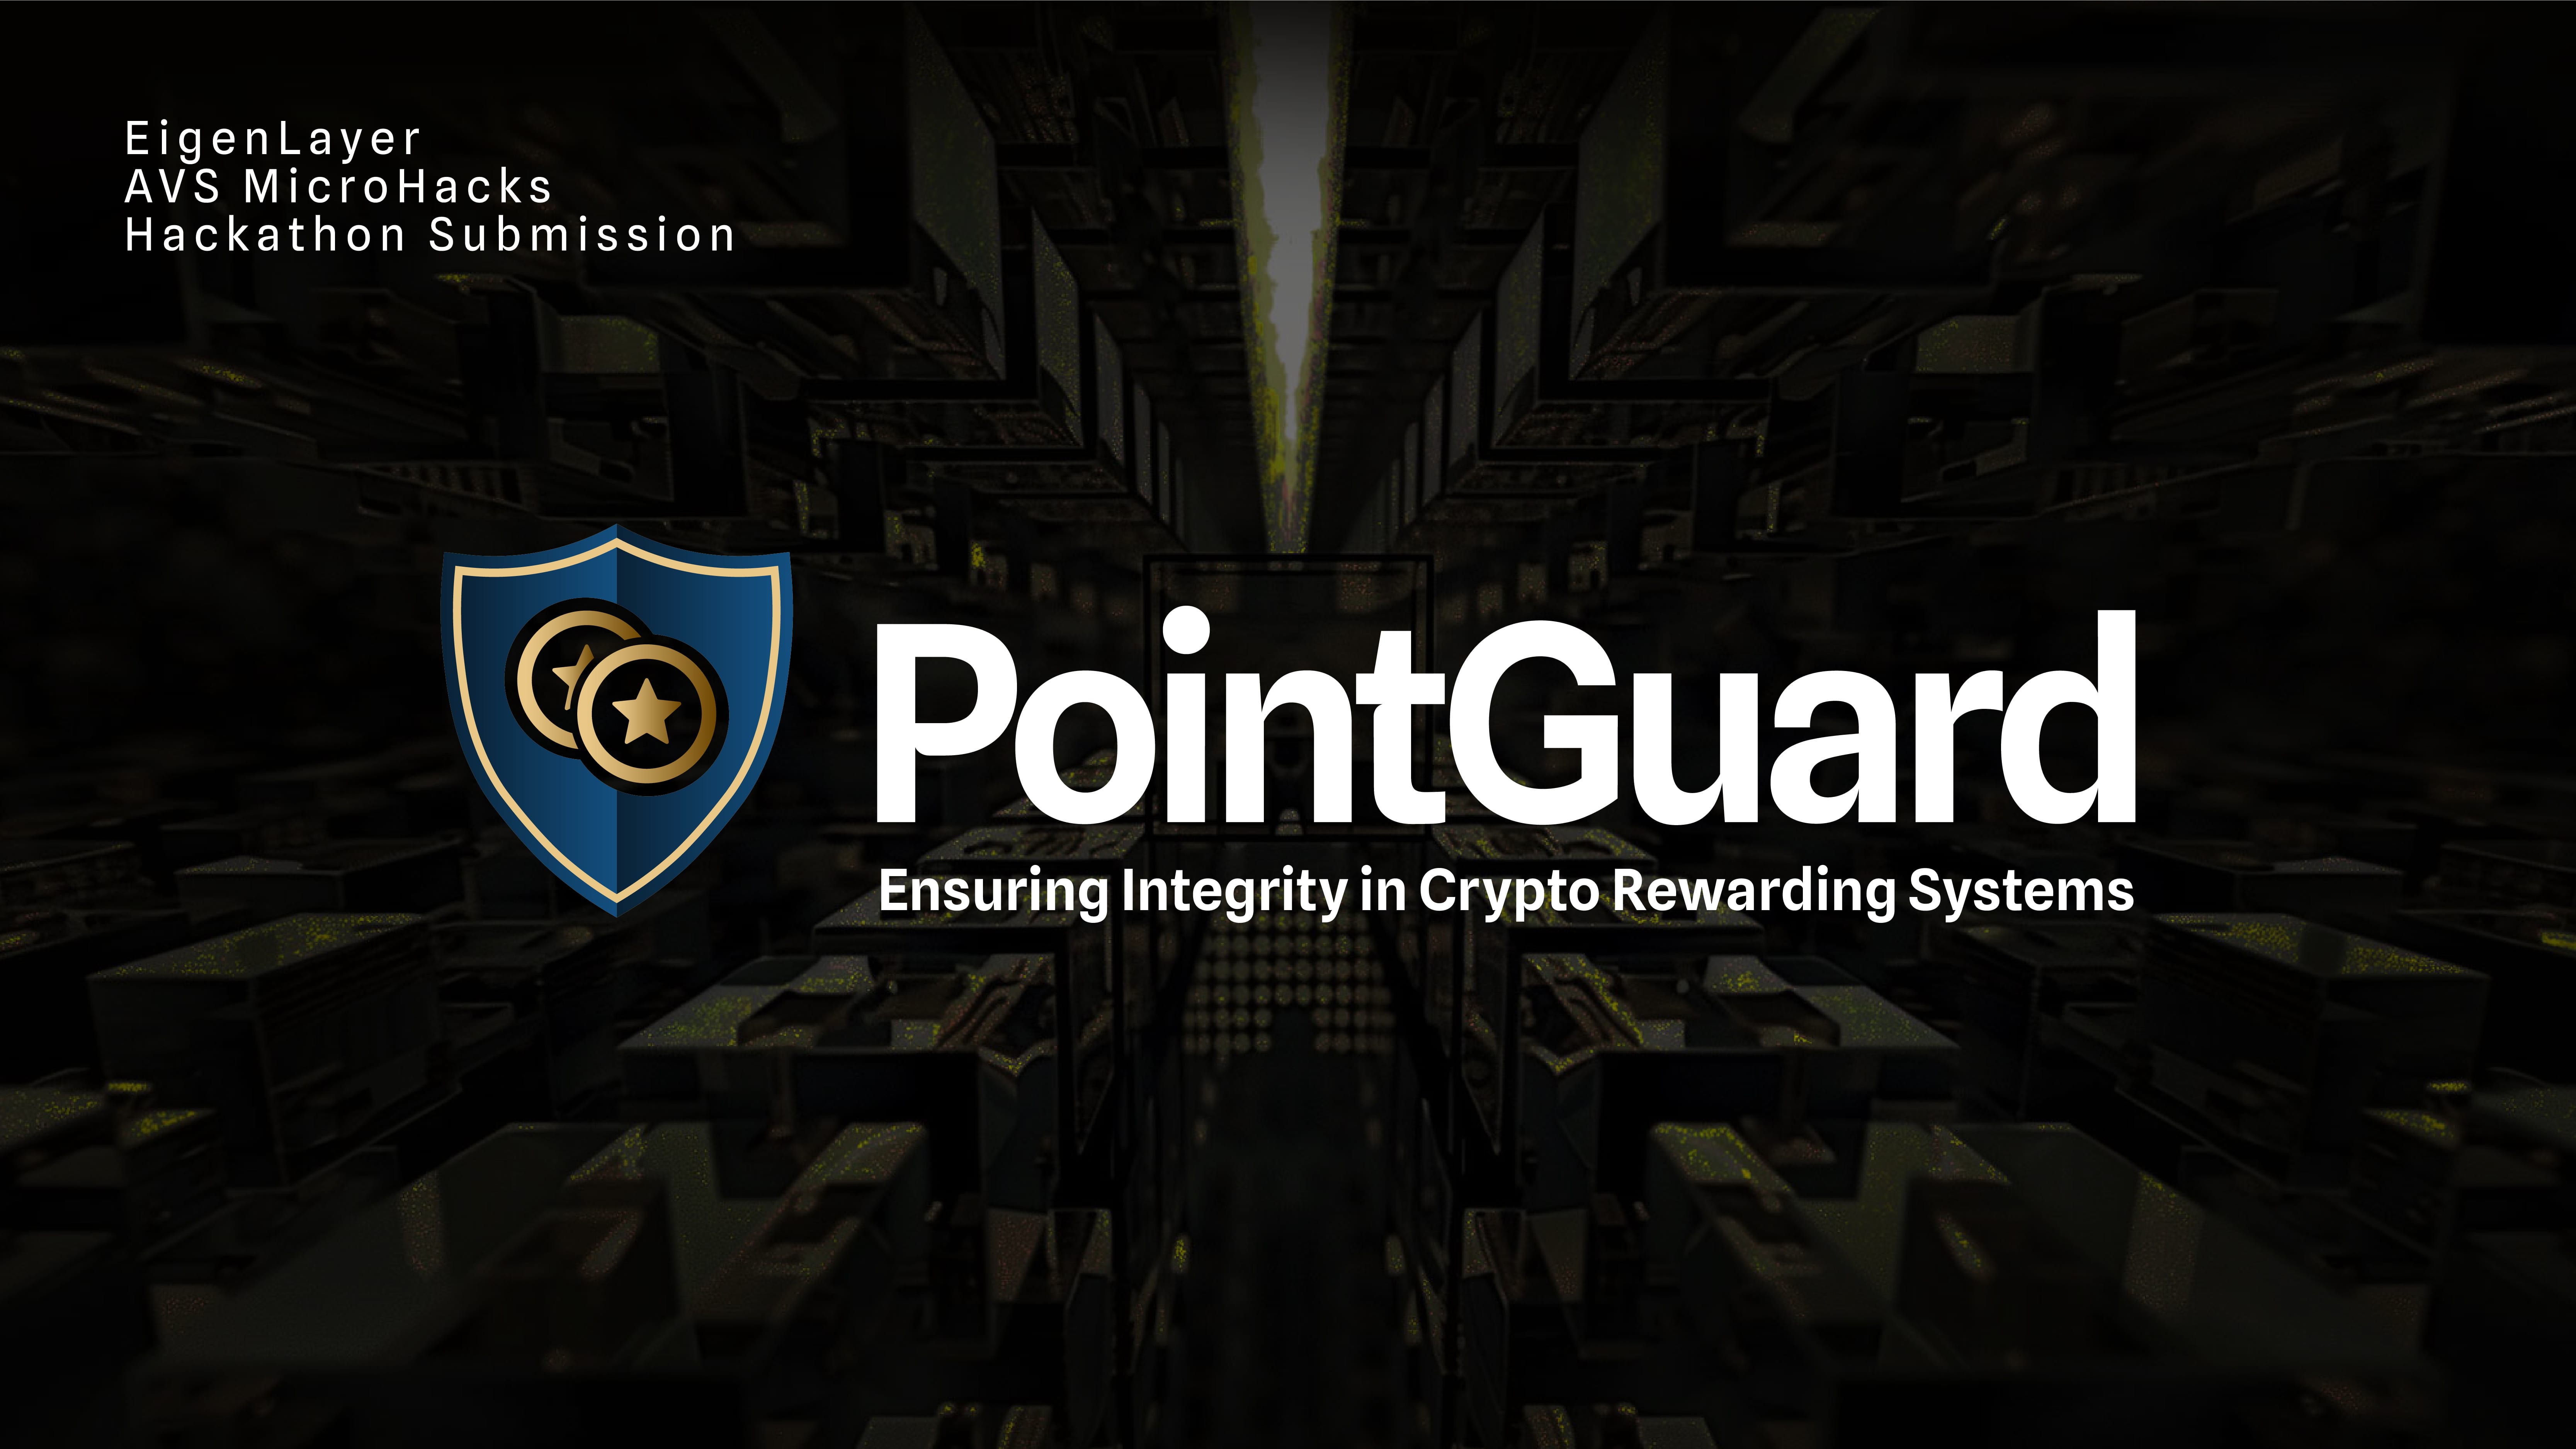 EigenLayer
AVS MicroHacks
Hackathon Submission
PointGuard
Ensuring Integrity in Crypto Rewarding Systems